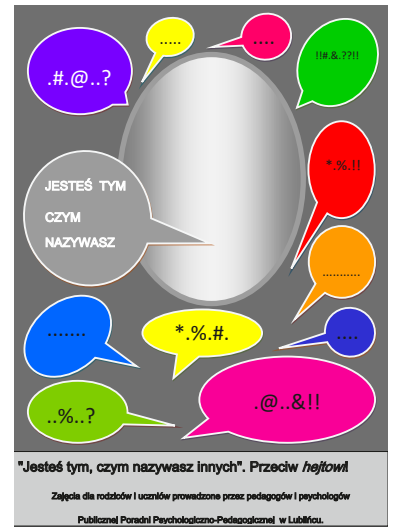 .....
....
.#.@..?
!!#.&.??!!
*.%.!!
JESTEŚ TYM
CZYM
NAZYWASZ
...........
.......
*.%.#.
....
..%..?
.@..&!!
"Jesteś tym, czym nazywasz innych". Przeciw hejtowi!
Zajęcia dla rodziców i uczniów prowadzone przez pedagogów i psychologów
Publicznej Poradni Psychologiczno-Pedagogicznej w Lublińcu.